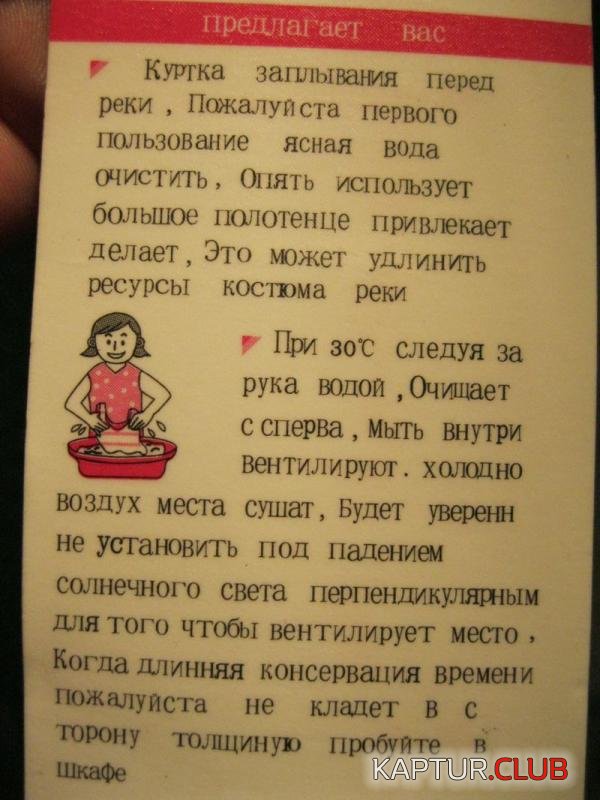 предлагает вас
Куртка заплывания перед
реки , Пожалуйста первого
пользование ясная вода
очистить, Опять использует
большое полотенце привлекает
делает, Это может удлинить
ресурсы костюма реки
При 30℃ следуя за
рука водой ,Очищает
с сперва , Мыть внутри
вентилируют. холодно
воздух места сушат, Будет уверенн
не установить под падением
солнечного света перпендикулярным
для того чтобы вентилирует место ,
Когда длинняя консервация времени
пожалуйста не кладет в с
торону толщиную пробуйте в
шкафе
KAPTUR.CLUB